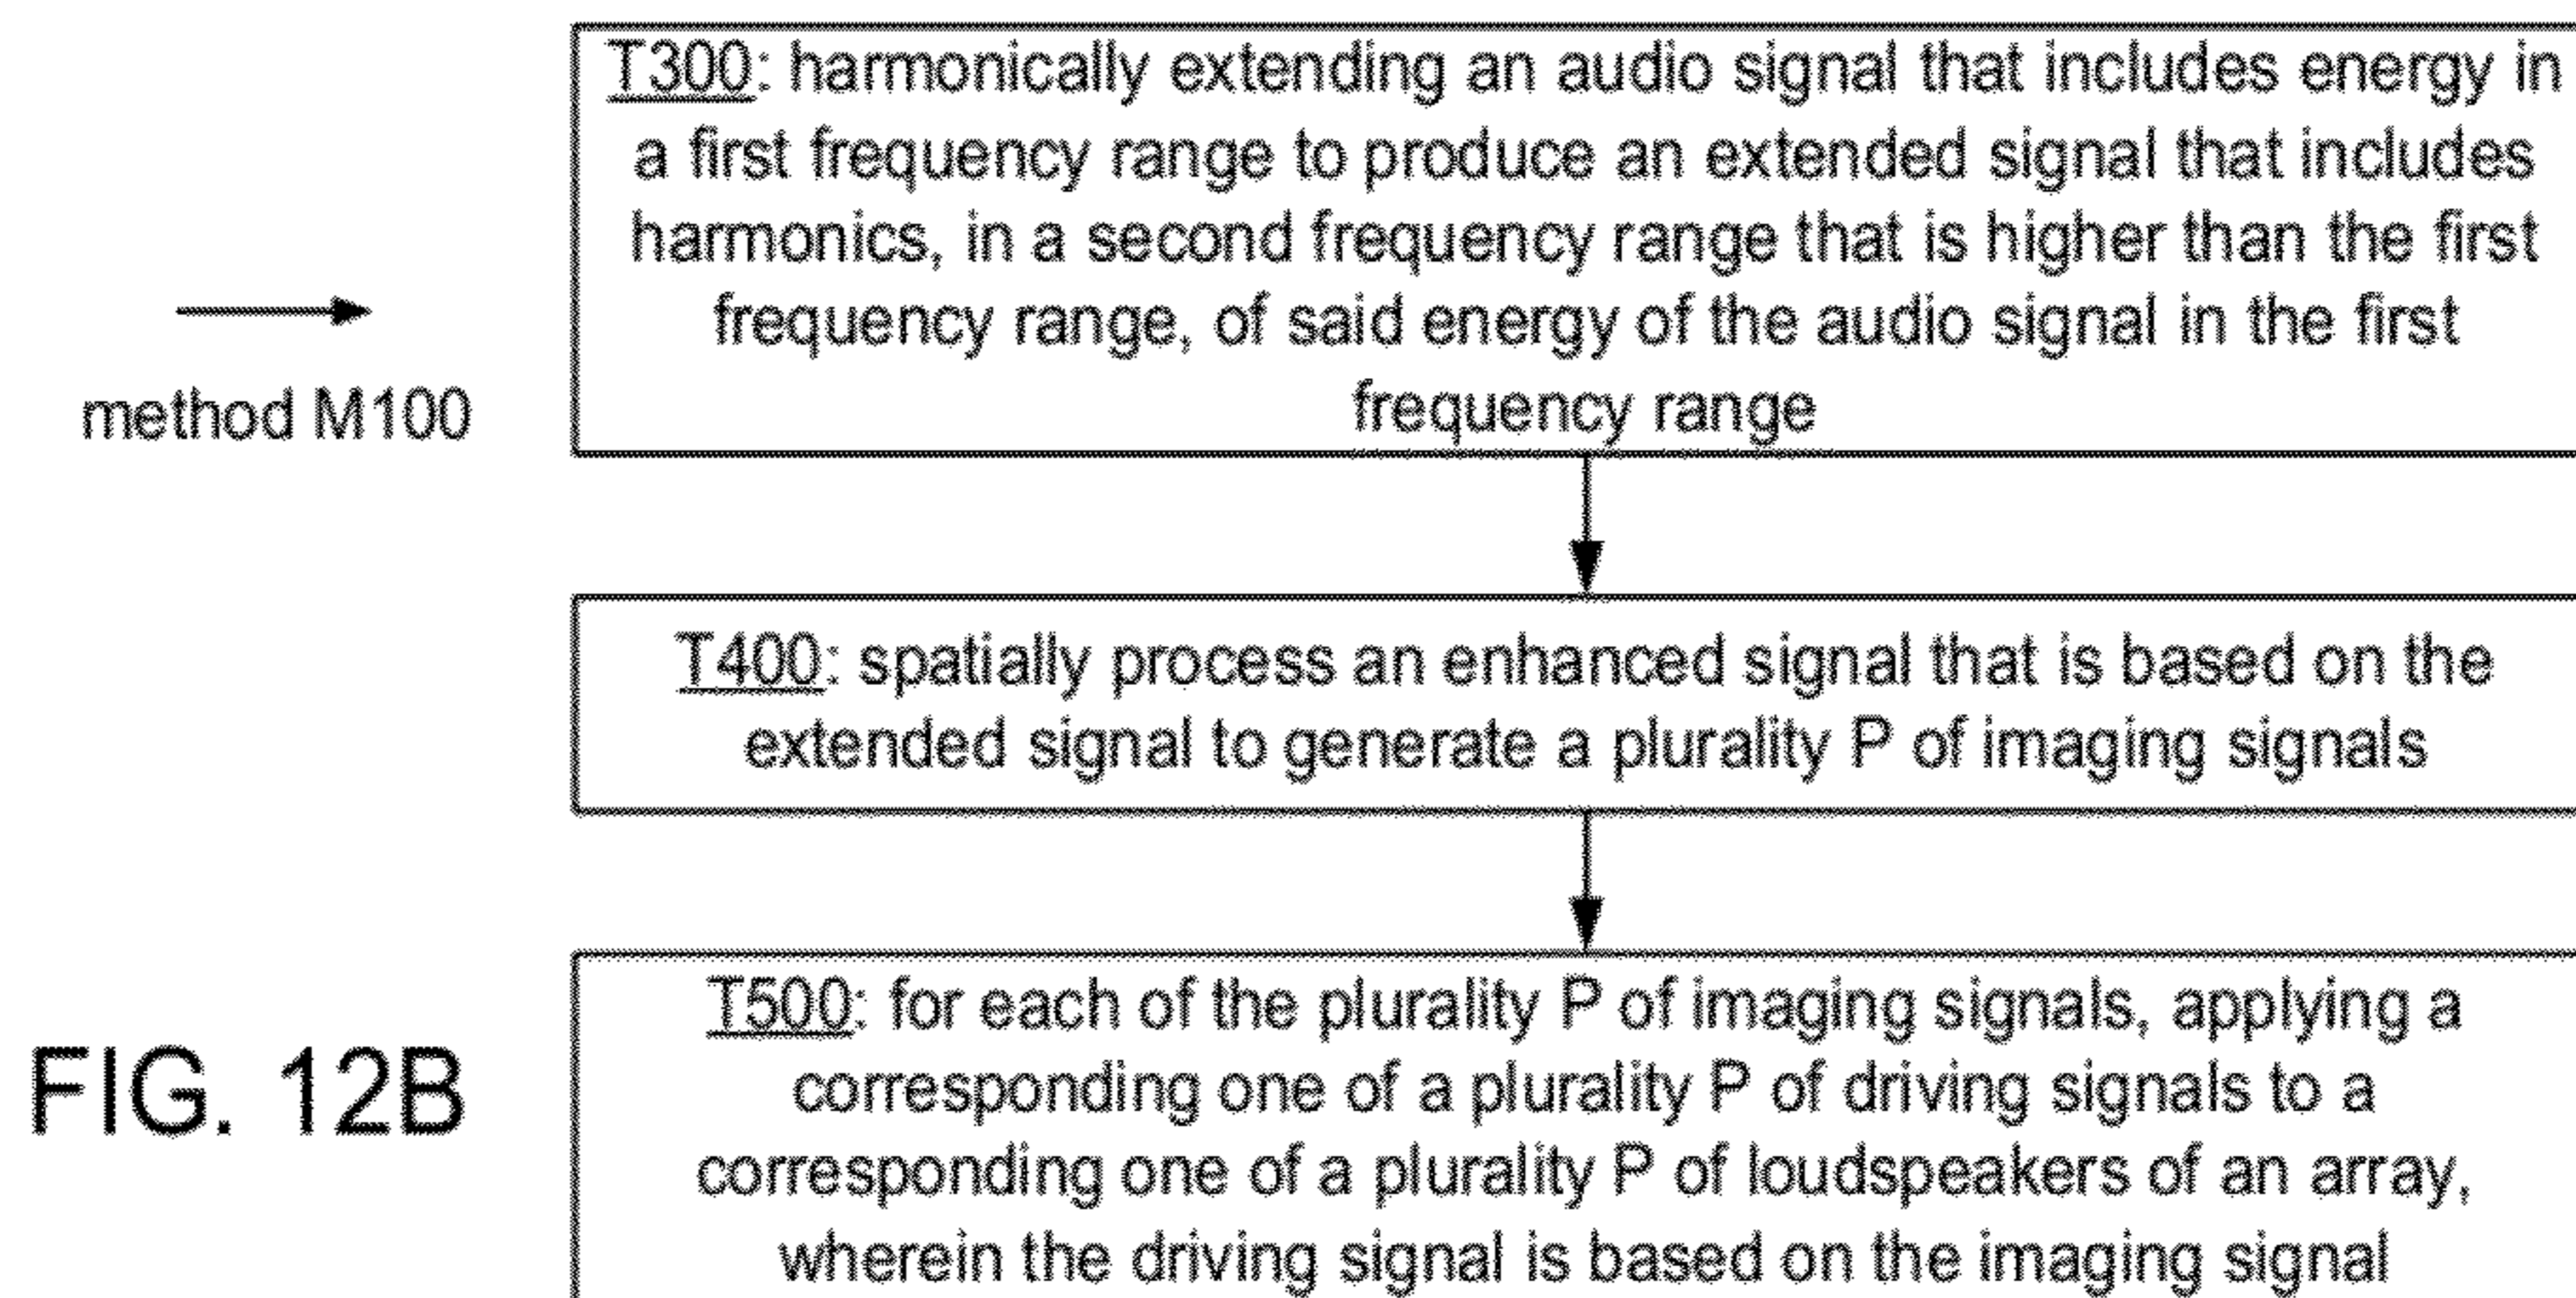 T300: harmonically extending an audio signal that includes energy in
a first frequency range to produce an extended signal that includes
harmonics, in a second frequency range that is higher than the first
frequency range, of said energy of the audio signal in the first
frequency range
method M100
T400: spatially process an enhanced signal that is based on the
extended signal to generate a plurality P of imaging signals
T500: for each of the plurality P of imaging signals, applying a
corresponding one of a plurality P of driving signals to a
corresponding one of a plurality P of loudspeakers of an array,
wherein the driving signal is based on the imaging signal
FIG. 12B